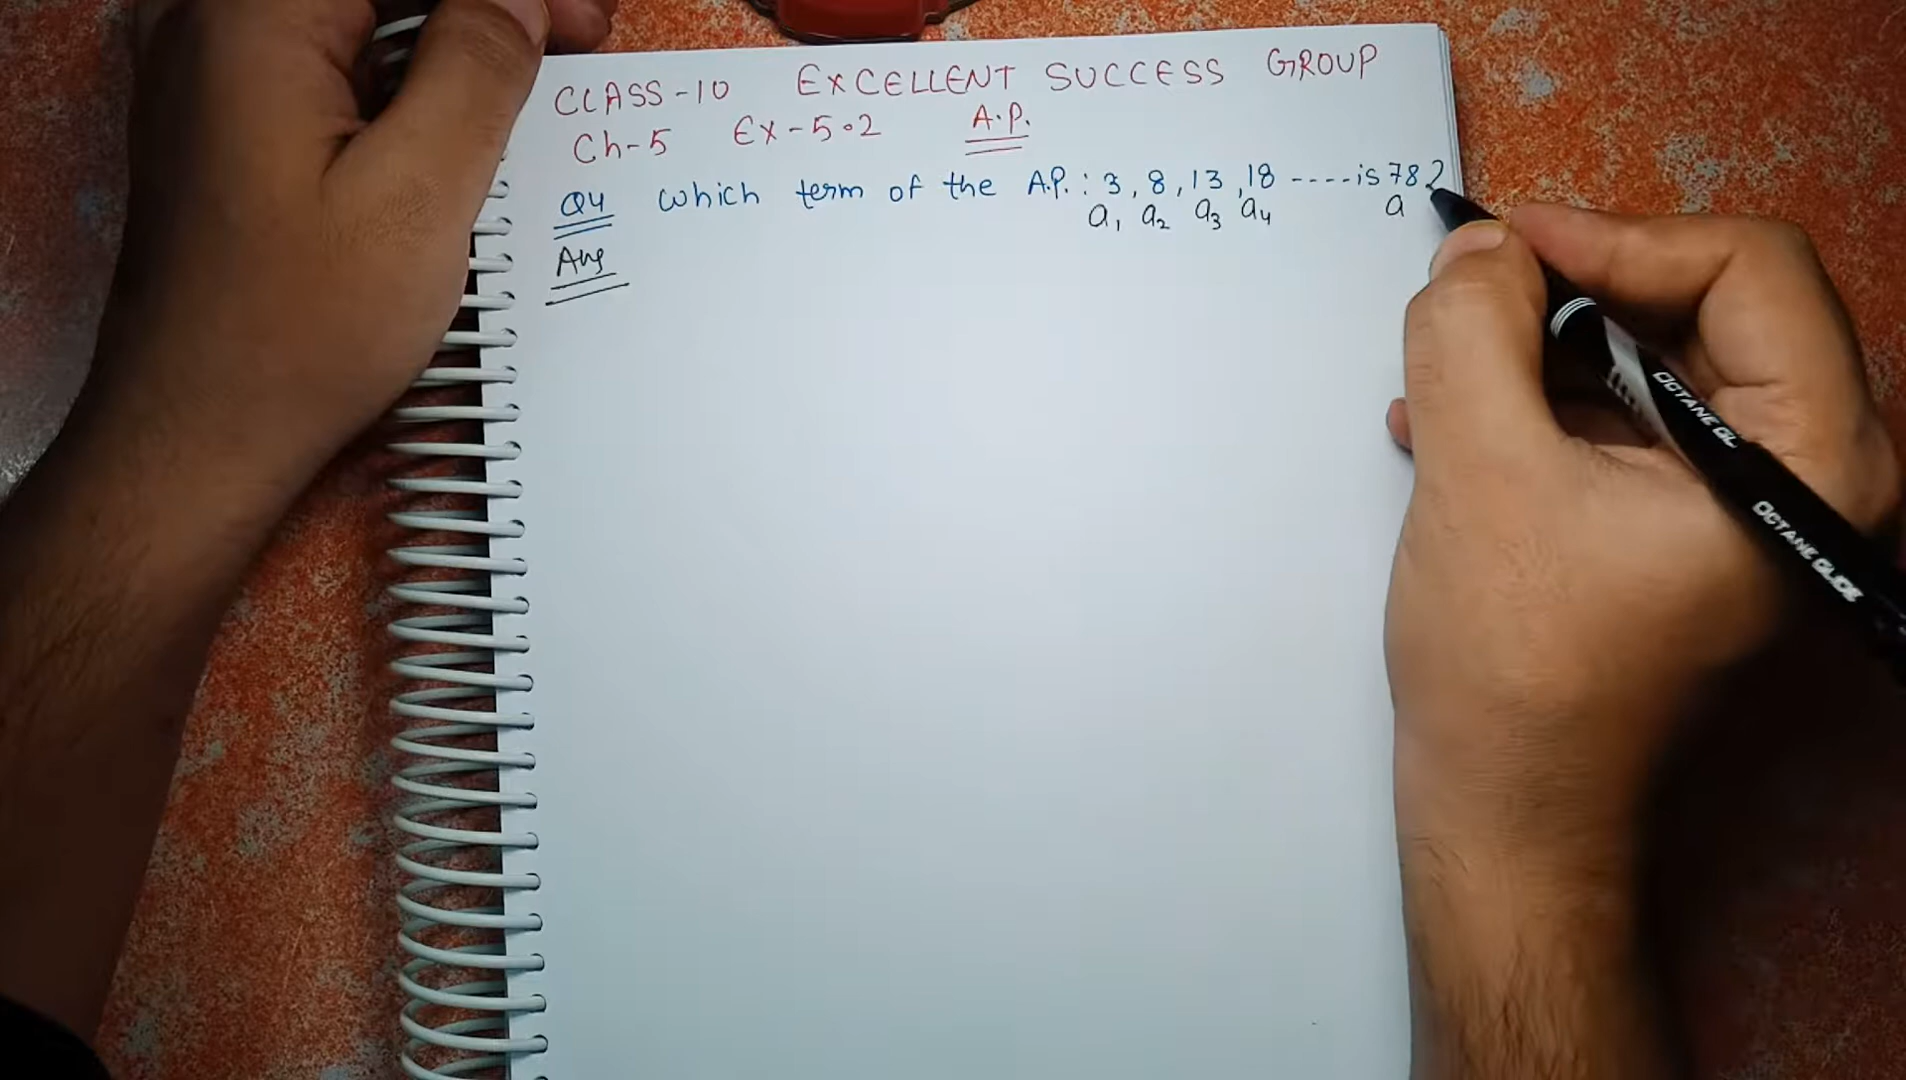 CLASS-10 EXCELLENT SUCCESS GROUP
Ch-5 Ex-5.2 A.P.
Q4 Which term of the A.P.: 3, 8, 13, 18 ---- is 78?
a1 a2 a3 a4 a
Ans
OCTANE GL
OCTANE GLIDE